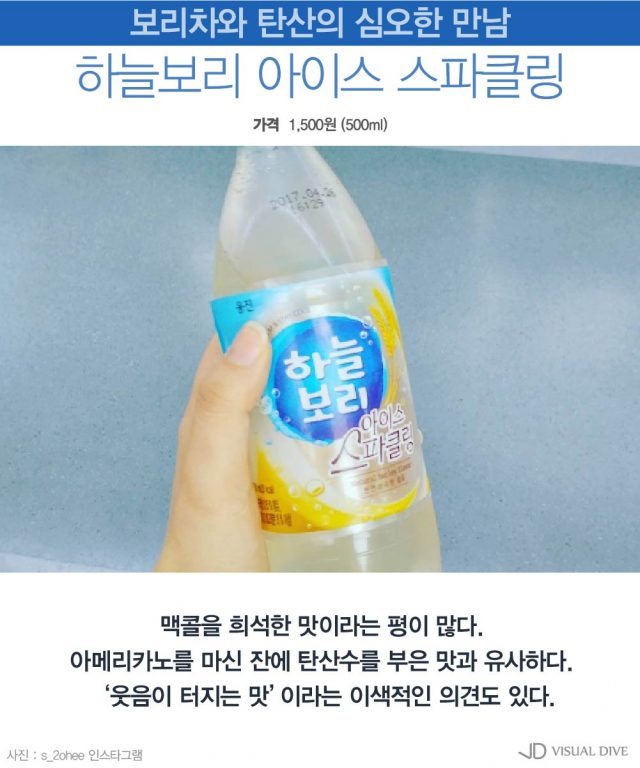 보리차와 탄산의 심오한 만남
하늘보리 아이스 스파클링
가격 1,500원 (500ml)
2017.04.26
웅진
하늘
보리
아이스
스파클링
맥콜을 희석한 맛이라는 평이 많다.
아메리카노를 마신 잔에 탄산수를 부은 맛과 유사하다.
‘웃음이 터지는 맛’ 이라는 이색적인 의견도 있다.
사진 : s_2ohee 인스타그램
JD VISUAL DIVE